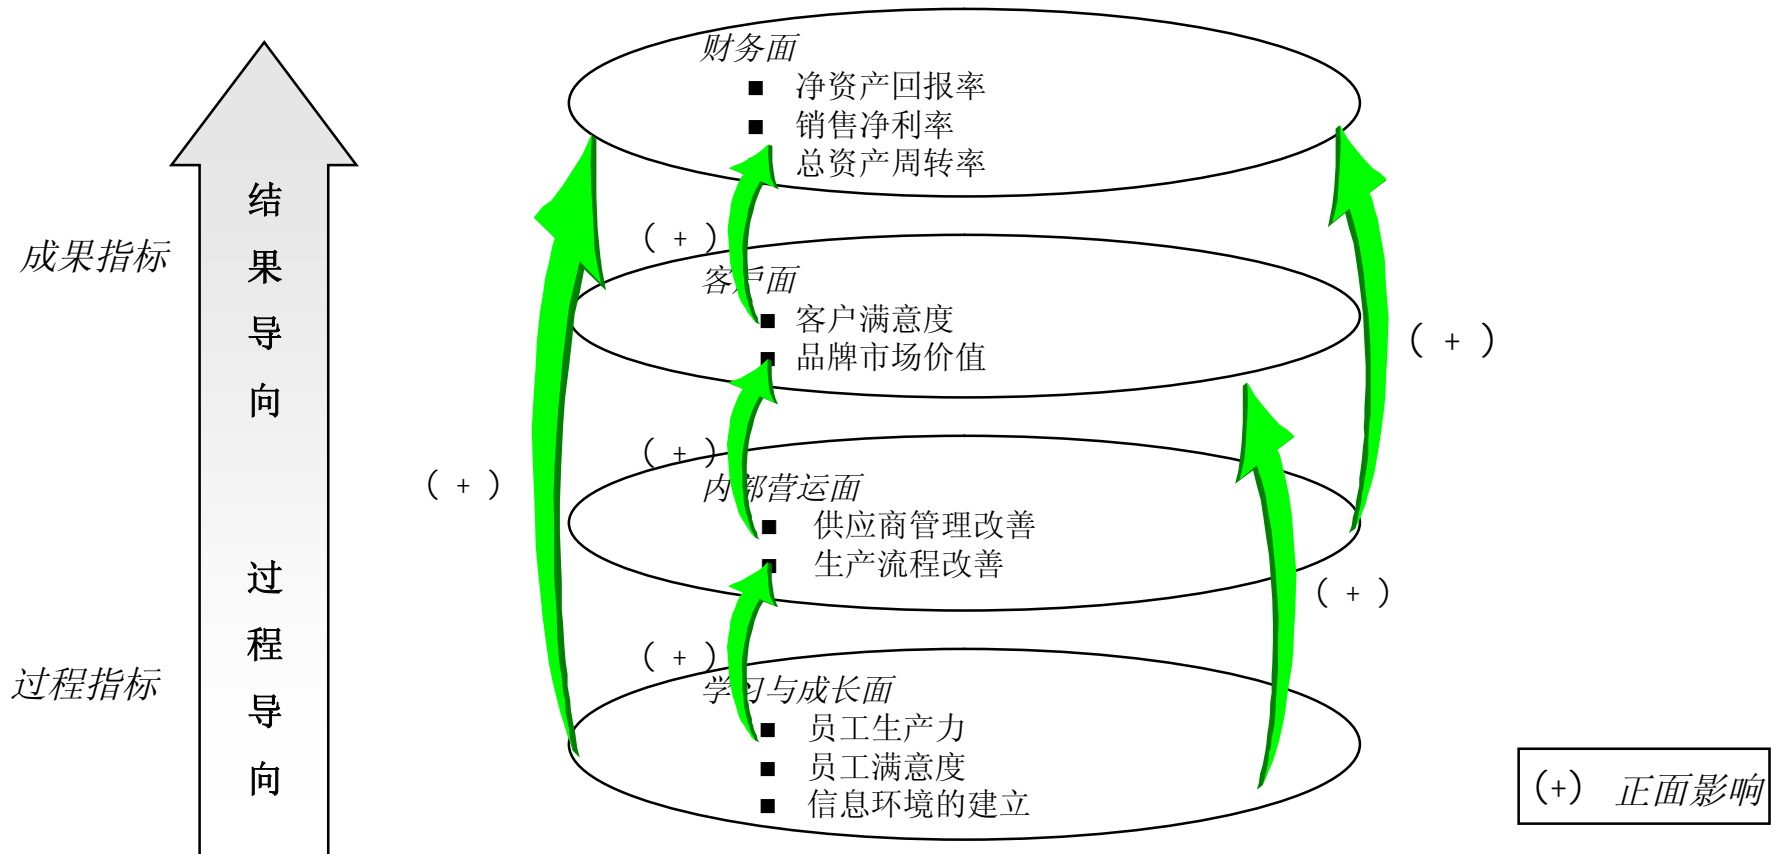 财务面
■ 净资产回报率
■ 销售净利率
总资产周转率
(+)
客户面
■ 客户满意度
■ 品牌市场价值
(+)
(+)
内部营运面
■ 供应商管理改善
■ 生产流程改善
(+)
(+)
(+)
学习与成长面
■ 员工生产力
■ 员工满意度
■ 信息环境的建立
成果指标
过程指标
结果导向
过程导向
(+) 正面影响